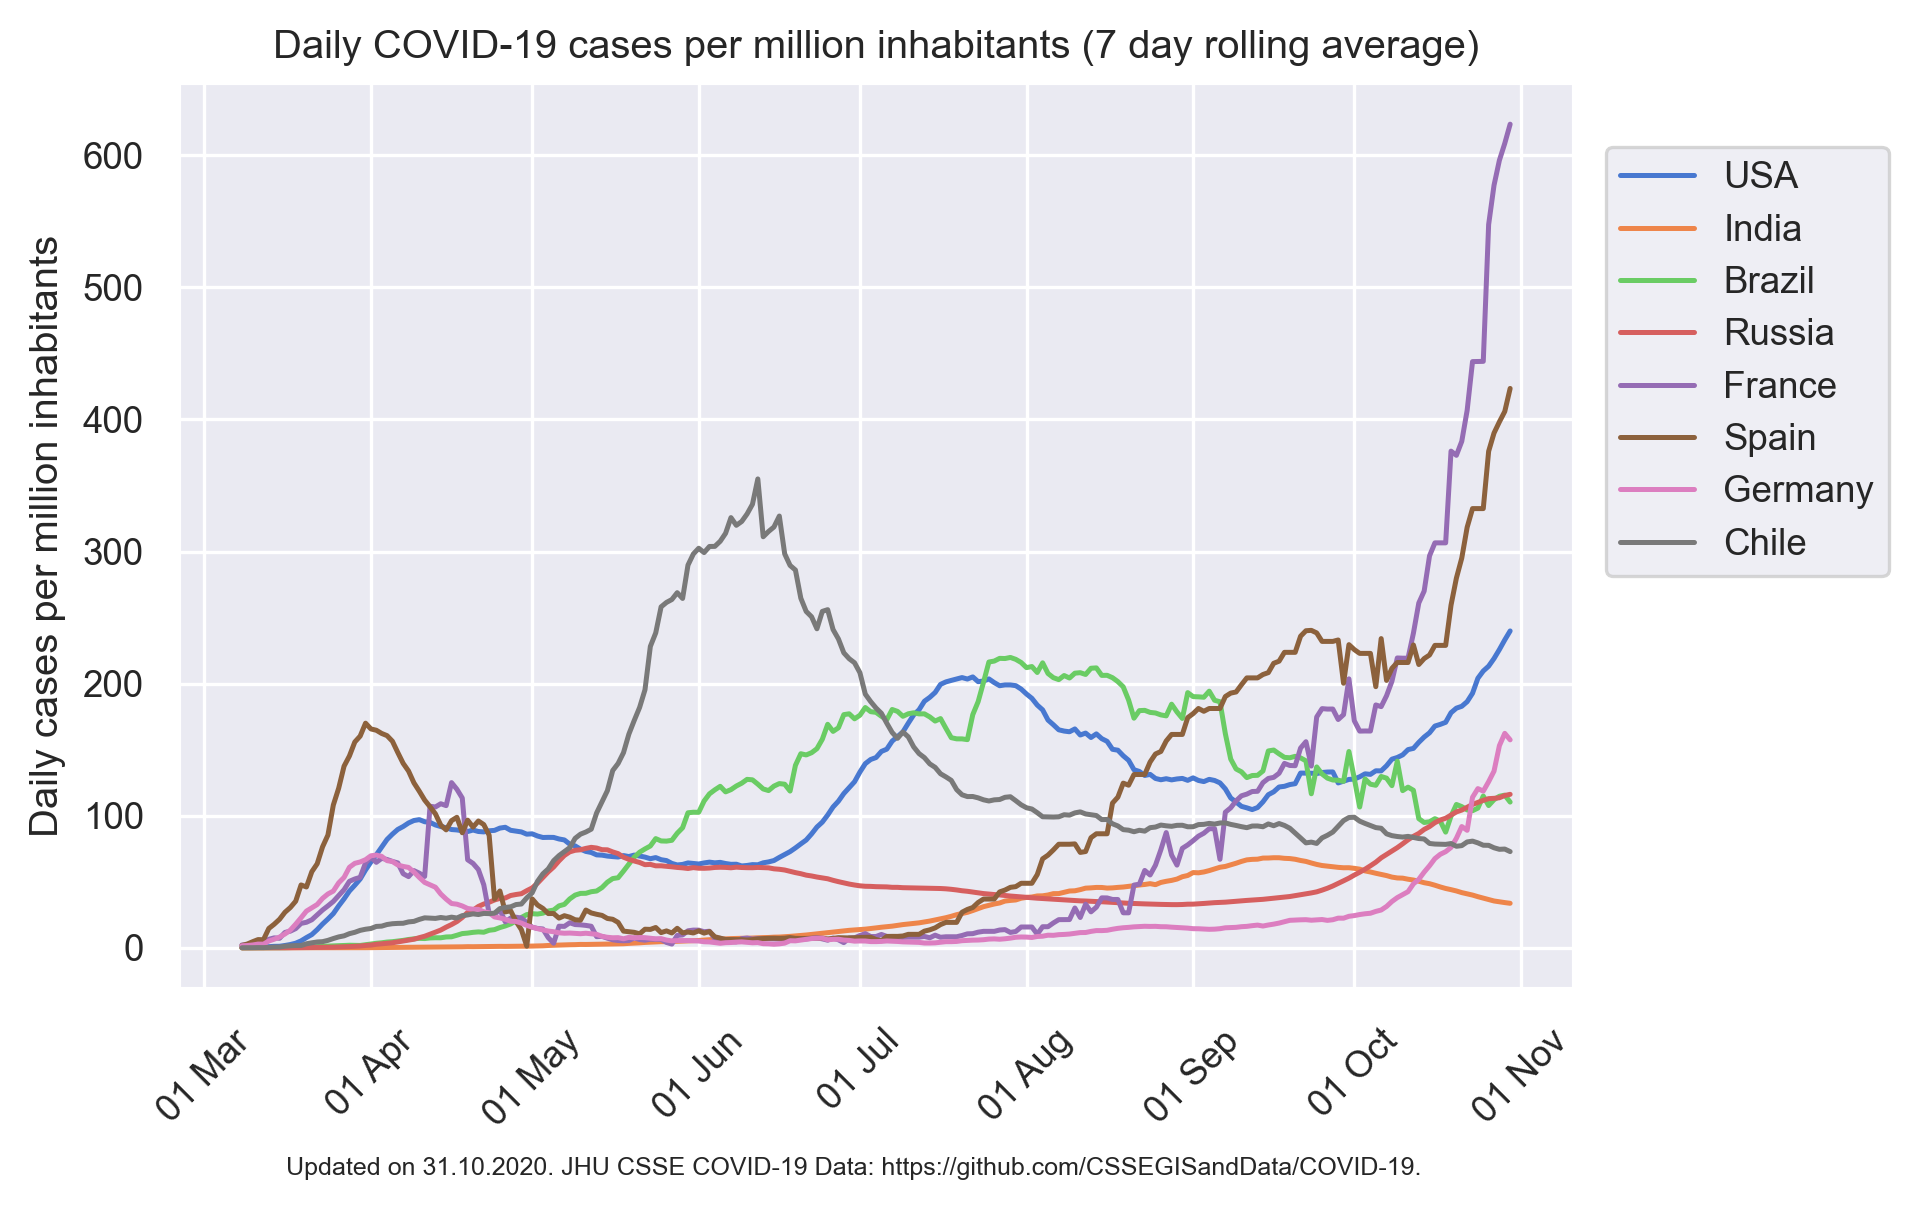 Daily COVID-19 cases per million inhabitants (7 day rolling average)
Daily cases per million inhabitants
600
500
400
300
200
100
0
01 Mar
01 Apr
01 May
01 Jun
01 Jul
01 Aug
01 Sep
01 Oct
01 Nov
USA
India
Brazil
Russia
France
Spain
Germany
Chile
Updated on 31.10.2020. JHU CSSE COVID-19 Data: https://github.com/CSSEGISandData/COVID-19.